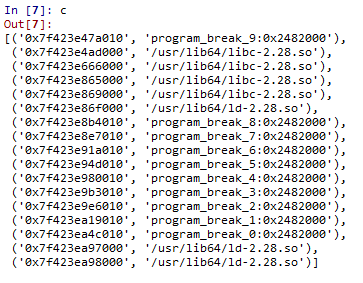 In [7]: c
Out[7]:
[('0x7f423e47a010', 'program_break_9:0x2482000'),
('0x7f423e4ad000', '/usr/lib64/libc-2.28.so'),
('0x7f423e666000', '/usr/lib64/libc-2.28.so'),
('0x7f423e865000', '/usr/lib64/libc-2.28.so'),
('0x7f423e869000', '/usr/lib64/libc-2.28.so'),
('0x7f423e86f000', '/usr/lib64/ld-2.28.so'),
('0x7f423e8b4010', 'program_break_8:0x2482000'),
('0x7f423e8e7010', 'program_break_7:0x2482000'),
('0x7f423e91a010', 'program_break_6:0x2482000'),
('0x7f423e94d010', 'program_break_5:0x2482000'),
('0x7f423e980010', 'program_break_4:0x2482000'),
('0x7f423e9b3010', 'program_break_3:0x2482000'),
('0x7f423e9e6010', 'program_break_2:0x2482000'),
('0x7f423ea19010', 'program_break_1:0x2482000'),
('0x7f423ea4c010', 'program_break_0:0x2482000'),
('0x7f423ea97000', '/usr/lib64/ld-2.28.so'),
('0x7f423ea98000', '/usr/lib64/ld-2.28.so')]